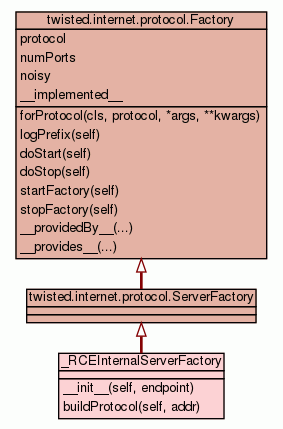 twisted.internet.protocol.Factory
protocol
numPorts
noisy
__implemented__
forProtocol(cls, protocol, *args, **kwargs)
logPrefix(self)
doStart(self)
doStop(self)
startFactory(self)
stopFactory(self)
__providedBy__(...)
__provides__(...)
twisted.internet.protocol.ServerFactory
_RCEInternalServerFactory
__init__(self, endpoint)
buildProtocol(self, addr)